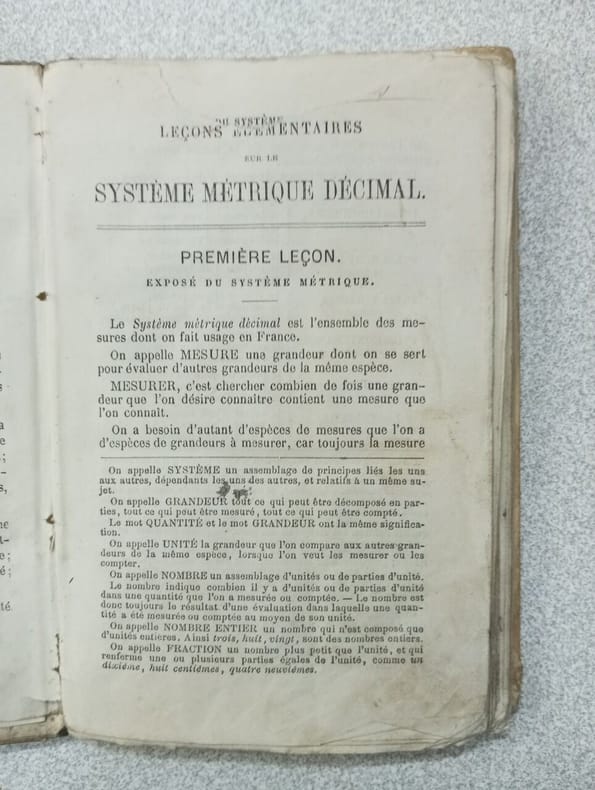 DU SYSTÈME
LEÇONS ÉLÉMENTAIRES
SUR LE
SYSTÈME MÉTRIQUE DÉCIMAL.
PREMIÈRE LEÇON.
EXPOSÉ DU SYSTÈME MÉTRIQUE.
Le Système métrique décimal est l'ensemble des me-
sures dont on fait usage en France.
On appelle MESURE une grandeur dont on se sert
pour évaluer d'autres grandeurs de la même espèce.
MESURER, c'est chercher combien de fois une gran-
deur que l'on désire connaître contient une mesure que
l'on connaît.
On a besoin d'autant d'espèces de mesures que l'on a
d'espèces de grandeurs à mesurer, car toujours la mesure
On appelle SYSTÈME un assemblage de principes liés les uns
aux autres, dépendants les uns des autres, et relatifs à un même su-
jet.
On appelle GRANDEUR tout ce qui peut être décomposé en par-
ties, tout ce qui peut être mesuré, tout ce qui peut être compté.
Le mot QUANTITÉ et le mot GRANDEUR ont la même significa-
tion.
On appelle UNITÉ la grandeur que l'on compare aux autres gran-
deurs de la même espèce, lorsque l'on veut les mesurer ou les
compter.
On appelle NOMBRE un assemblage d'unités ou de parties d'unité.
Le nombre indique combien il y a d'unités ou de parties d'unité
dans une quantité que l'on a mesurée ou comptée. — Le nombre est
donc toujours le résultat d'une évaluation dans laquelle une quan-
tité a été mesurée ou comptée au moyen de son unité.
On appelle NOMBRE ENTIER un nombre qui n'est composé que
d'unités entières. Ainsi trois, huit, vingt, sont des nombres entiers.
On appelle FRACTION un nombre plus petit que l'unité, et qui
renferme une ou plusieurs parties égales de l'unité, comme un
dixième, huit centièmes, quatre neuvièmes.